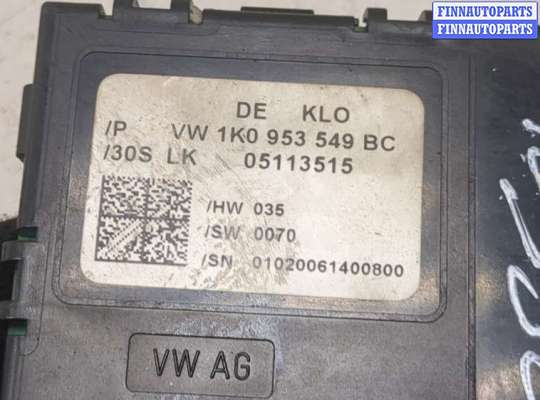 FINNAUTOPARTS
FINNAUTOPARTS
DE KLO
/P VW 1K0 953 549 BC
/30S LK 05113515
/HW 035
/SW 0070
/SN 01020061400800
VW AG